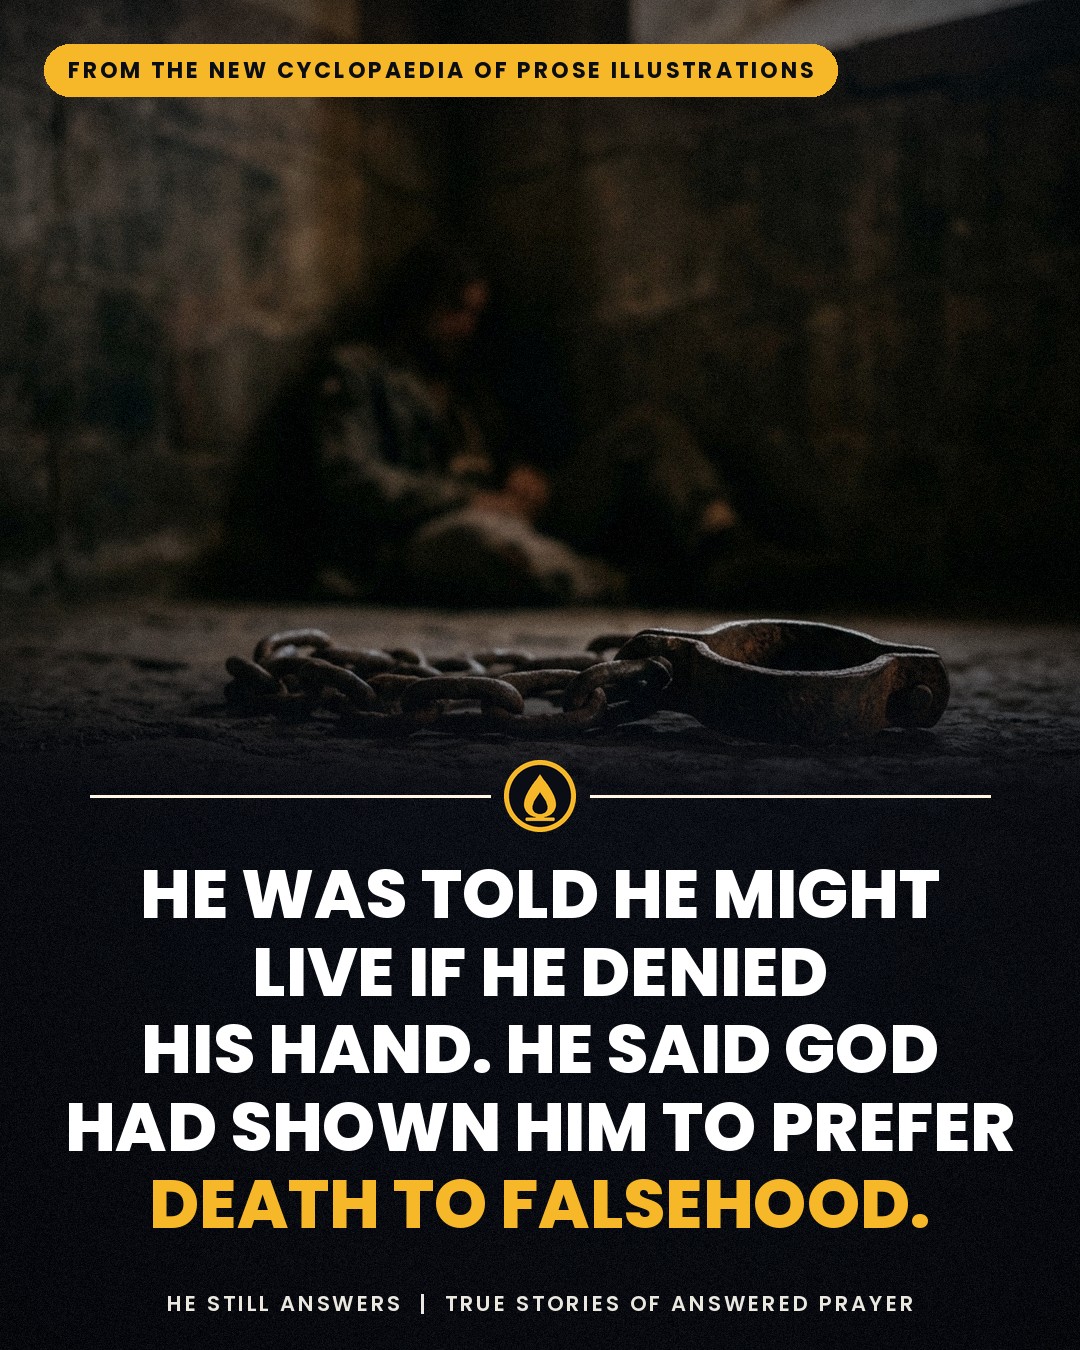 FROM THE NEW CYCLOPAEDIA OF PROSE ILLUSTRATIONS
HE WAS TOLD HE MIGHT
LIVE IF HE DENIED
HIS HAND. HE SAID GOD
HAD SHOWN HIM TO PREFER
DEATH TO FALSEHOOD.
HE STILL ANSWERS | TRUE STORIES OF ANSWERED PRAYER